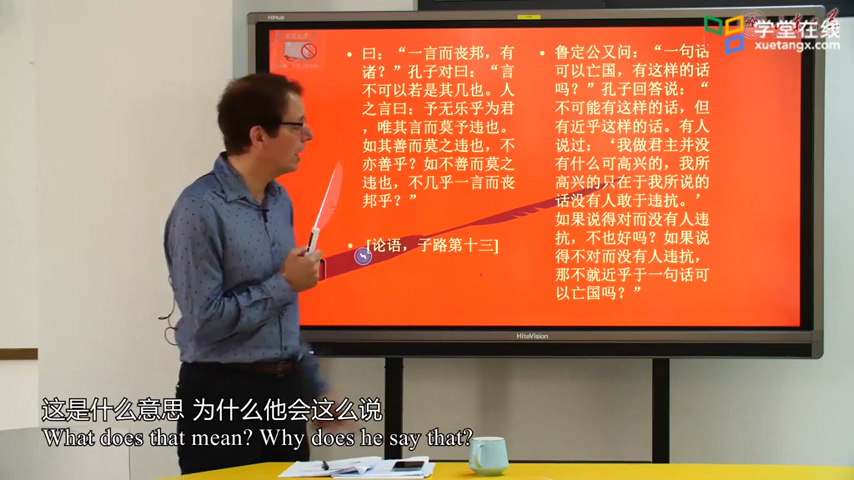 HiteVision
学堂在线
xuetangx.com
• 曰：“一言而丧邦，有
诸？”孔子对曰：“言
不可以若是其几也。人
之言曰：予无乐乎为君
，唯其言而莫予违也。
如其善而莫之违也，不
亦善乎？如不善而莫之
违也，不几乎一言而丧
邦乎？”
• [论语，子路第十三]
• 鲁定公又问：“一句话
可以亡国，有这样的话
吗？”孔子回答说：“
不可能有这样的话，但
有近乎这样的话。有人
说过：‘我做君主并没
有什么可高兴的，我所
高兴的只在于我所说的
话没有人敢于违抗。’
如果说得对而没有人违
抗，不也好吗？如果说
得不对而没有人违抗，
那不就近乎于一句话可
以亡国吗？”
这是什么意思 为什么他会这么说
What does that mean? Why does he say that?